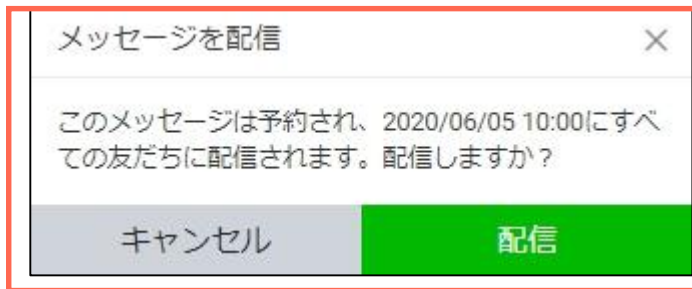 メッセージを配信
このメッセージは予約され、2020/06/05 10:00にすべ
ての友だちに配信されます。配信しますか？
キャンセル
配信